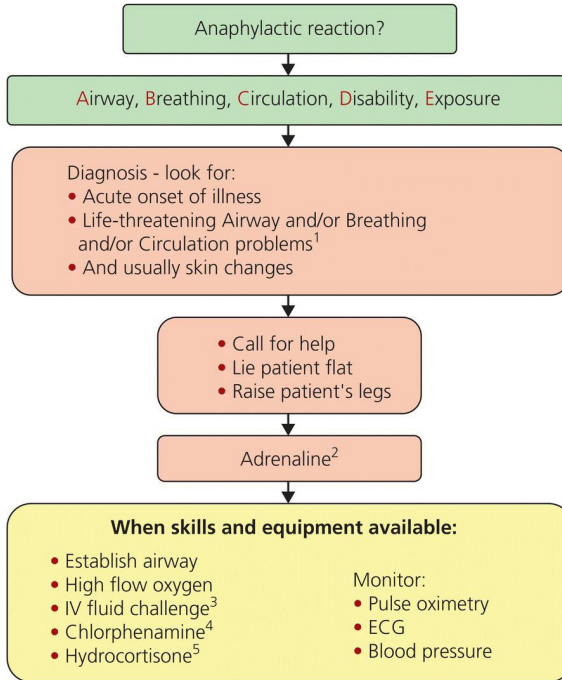 Anaphylactic reaction?
Airway, Breathing, Circulation, Disability, Exposure
Diagnosis - look for:
• Acute onset of illness
• Life-threatening Airway and/or Breathing
and/or Circulation problems¹
• And usually skin changes
• Call for help
• Lie patient flat
• Raise patient's legs
Adrenaline²
When skills and equipment available:
• Establish airway
• High flow oxygen
• IV fluid challenge³
• Chlorphenamine⁴
• Hydrocortisone⁵
Monitor:
• Pulse oximetry
• ECG
• Blood pressure